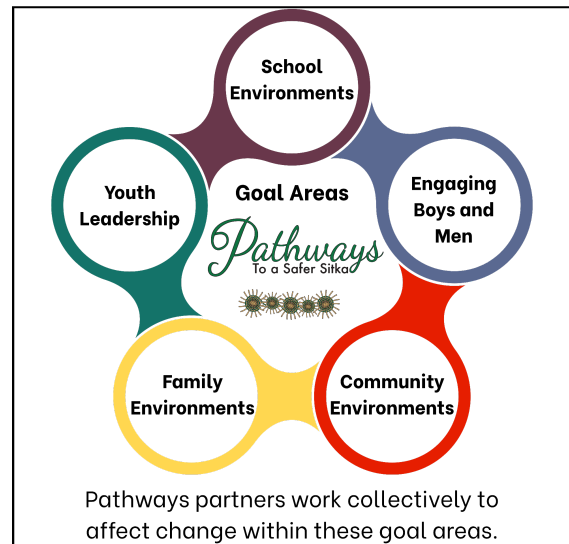 School
Environments
Youth
Leadership
Goal Areas
Engaging
Boys and
Men
Pathways
To a Safer Sitka
Family
Environments
Community
Environments
Pathways partners work collectively to
affect change within these goal areas.